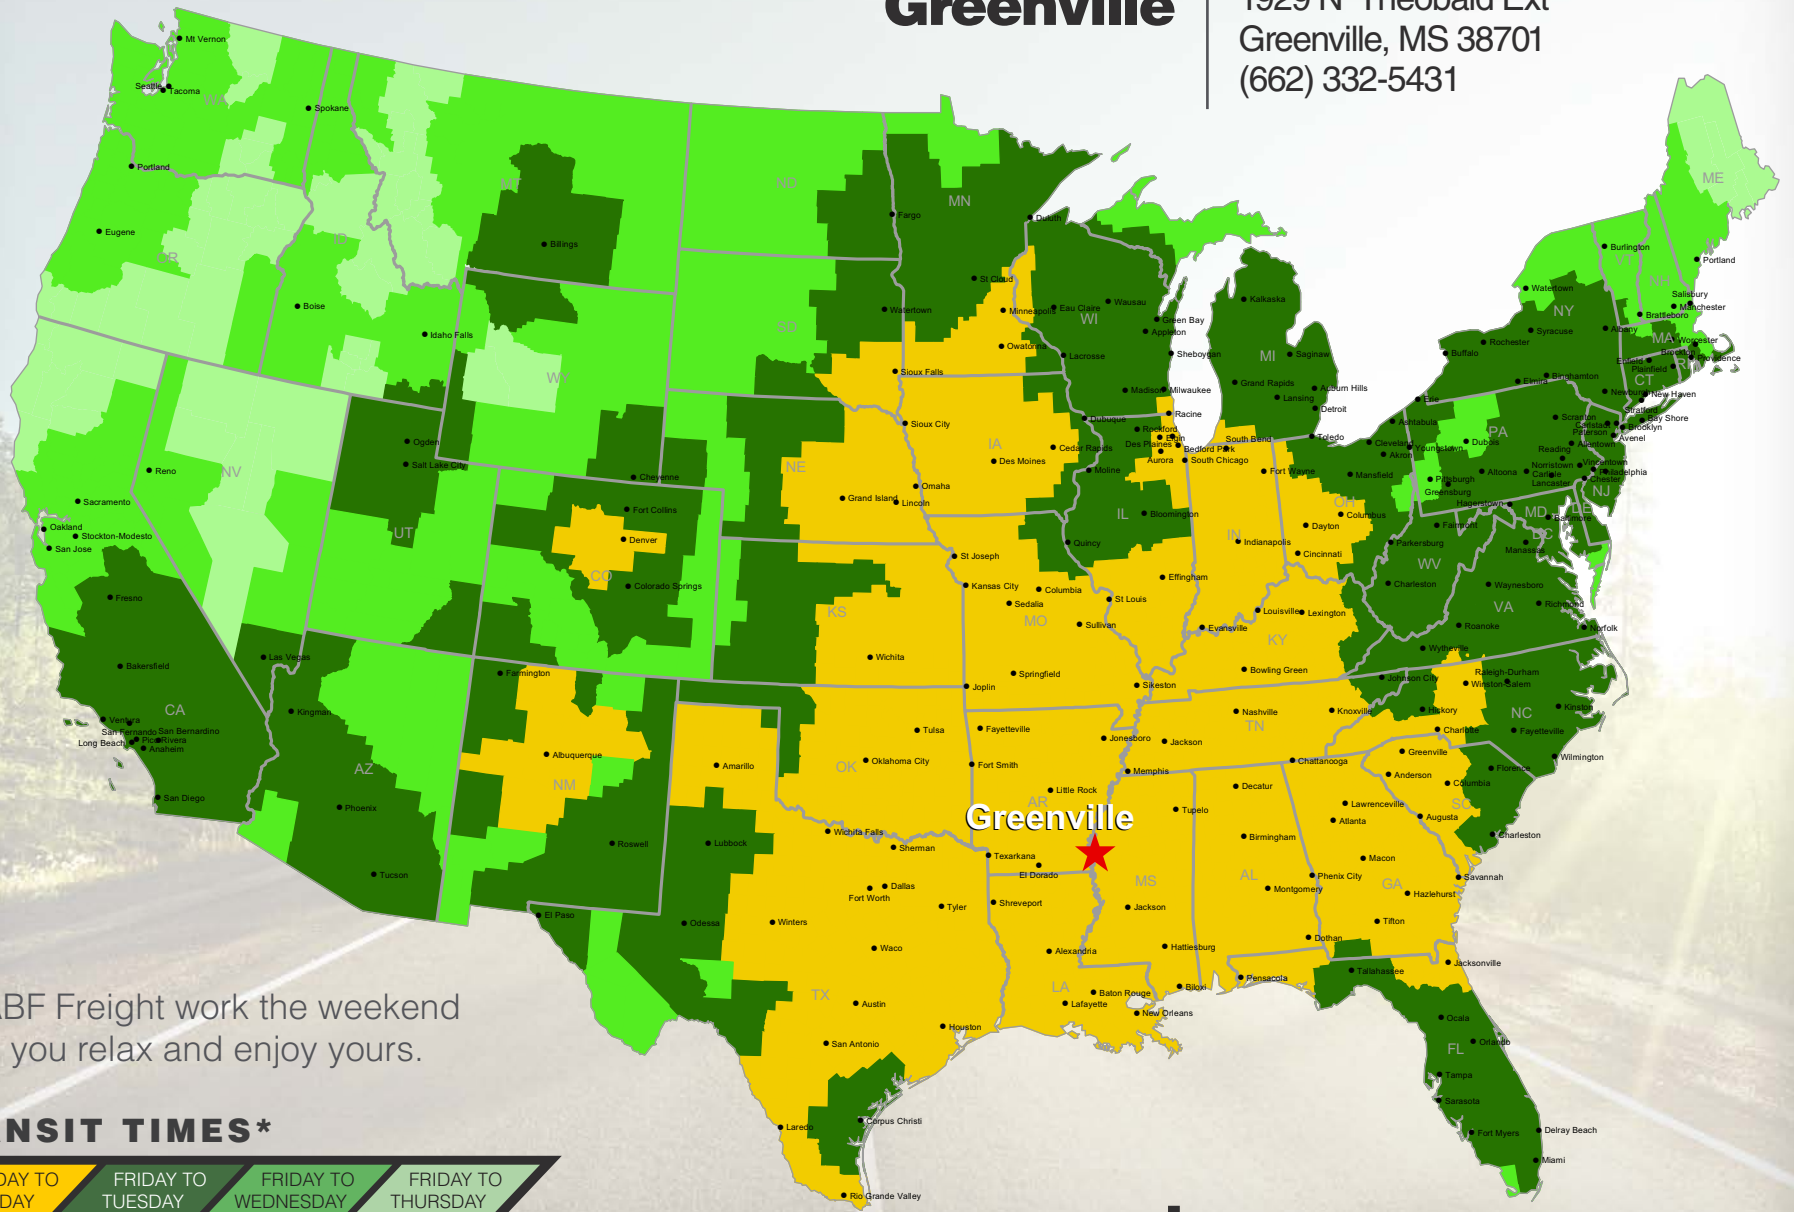 Greenville
1929 N Theobald Ext
Greenville, MS 38701
(662) 332-5431
Mt Vernon
Seattle
Tacoma
WA
Spokane
Portland
Eugene
OR
Boise
ID
Idaho Falls
MT
Billings
ND
Fargo
MN
Duluth
St Cloud
Minneapolis
Owatonna
Watertown
SD
Sioux Falls
WY
Cheyenne
Ogden
Salt Lake City
UT
Reno
NV
Las Vegas
Sacramento
Oakland
Stockton-Modesto
San Jose
Fresno
Bakersfield
CA
Ventura
San Fernando
San Bernardino
Pico Rivera
Long Beach
Anaheim
San Diego
Kingman
AZ
Phoenix
Tucson
Fort Collins
Denver
CO
Colorado Springs
Farmington
Albuquerque
NM
Roswell
NE
Grand Island
Lincoln
Omaha
Sioux City
IA
Des Moines
Cedar Rapids
Dubuque
Moline
KS
Wichita
St Joseph
Kansas City
Columbia
Sedalia
MO
St Louis
Sullivan
Springfield
Joplin
Sikeston
Eau Claire
Wausau
WI
Green Bay
Appleton
Lacrosse
Sheboygan
Madison
Milwaukee
Racine
Rockford
Elgin
Des Plaines
Bedford Park
Aurora
South Chicago
IL
Bloomington
Quincy
Effingham
Kalkaska
MI
Saginaw
Grand Rapids
Lansing
Auburn Hills
Detroit
South Bend
Fort Wayne
IN
Indianapolis
Evansville
Toledo
Cleveland
Ashtabula
Akron
Youngstown
Mansfield
OH
Columbus
Dayton
Cincinnati
Louisville
Lexington
KY
Bowling Green
Parkersburg
Fairmont
WV
Charleston
Erie
Dubois
PA
Pittsburgh
Greensburg
Altoona
Scranton
Allentown
Reading
Norristown
Carlisle
Lancaster
Vincentown
Philadelphia
Chester
NJ
Hagerstown
MD
DE
Baltimore
DC
Manassas
Waynesboro
VA
Richmond
Roanoke
Norfolk
Wytheville
Buffalo
Rochester
Syracuse
Watertown
NY
Albany
Elmira
Binghamton
Newburgh
Burlington
VT
NH
ME
Portland
Salisbury
Manchester
Brattleboro
MA
Worcester
Brockton
Providence
RI
Enfield
Plainfield
CT
New Haven
Stratford
Bay Shore
Carlstadt
Brooklyn
Paterson
Avenel
Johnson City
Winston-Salem
Raleigh-Durham
Hickory
NC
Kinston
Charlotte
Fayetteville
Wilmington
Greenville
Anderson
Columbia
Florence
SC
Charleston
Nashville
TN
Knoxville
Jackson
Memphis
Chattanooga
Tulsa
OK
Oklahoma City
Fayetteville
Fort Smith
Jonesboro
AR
Little Rock
Greenville
Texarkana
El Dorado
Tupelo
MS
Jackson
Hattiesburg
Biloxi
Decatur
Birmingham
AL
Montgomery
Dothan
Lawrenceville
Atlanta
Augusta
Macon
Phenix City
GA
Hazlehurst
Savannah
Tifton
Amarillo
Lubbock
Wichita Falls
Sherman
Dallas
Fort Worth
Tyler
Winters
Waco
Odessa
El Paso
TX
Austin
Houston
San Antonio
Corpus Christi
Laredo
Rio Grande Valley
Shreveport
Alexandria
LA
Baton Rouge
Lafayette
New Orleans
Pensacola
Tallahassee
Jacksonville
Ocala
Orlando
FL
Tampa
Sarasota
Fort Myers
Delray Beach
Miami
BF Freight work the weekend
you relax and enjoy yours.
NSIT TIMES*
DAY TO
DAY
FRIDAY TO
TUESDAY
FRIDAY TO
WEDNESDAY
FRIDAY TO
THURSDAY